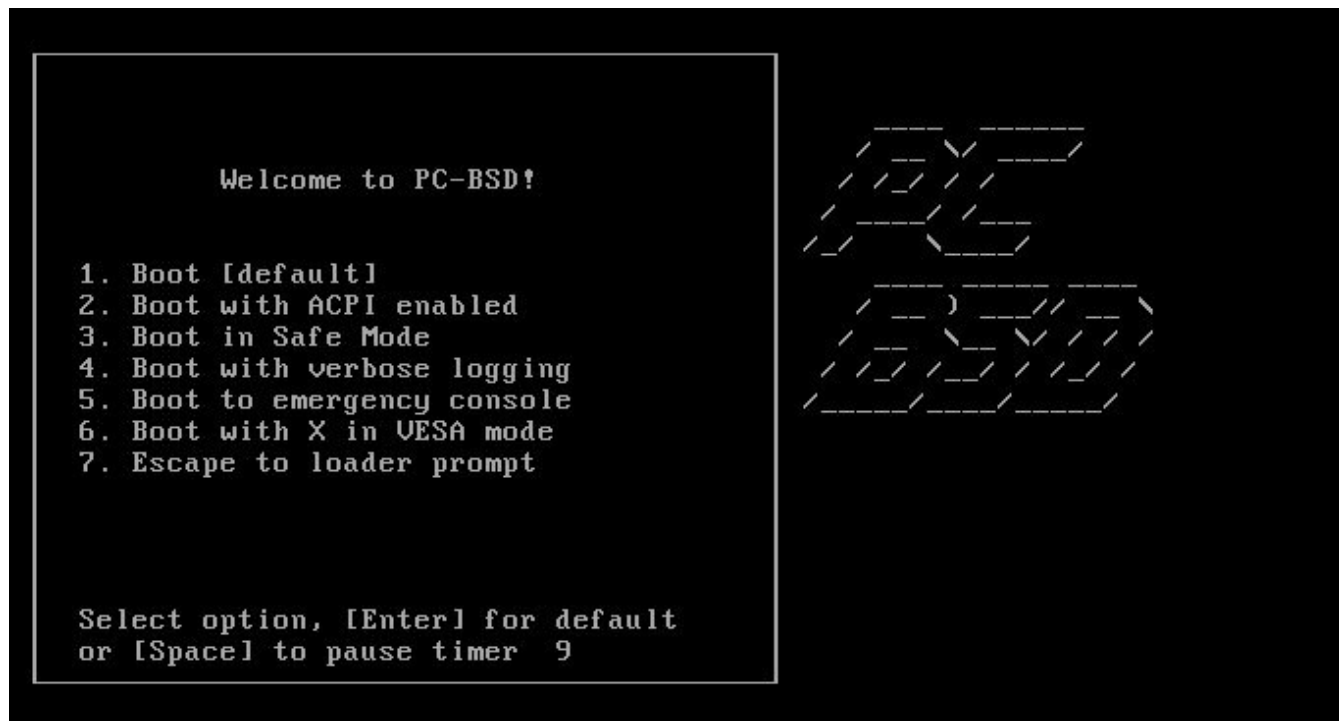 Welcome to PC-BSD!
1. Boot [default]
2. Boot with ACPI enabled
3. Boot in Safe Mode
4. Boot with verbose logging
5. Boot to emergency console
6. Boot with X in VESA mode
7. Escape to loader prompt
Select option, [Enter] for default
or [Space] to pause timer 9
PC
BSD